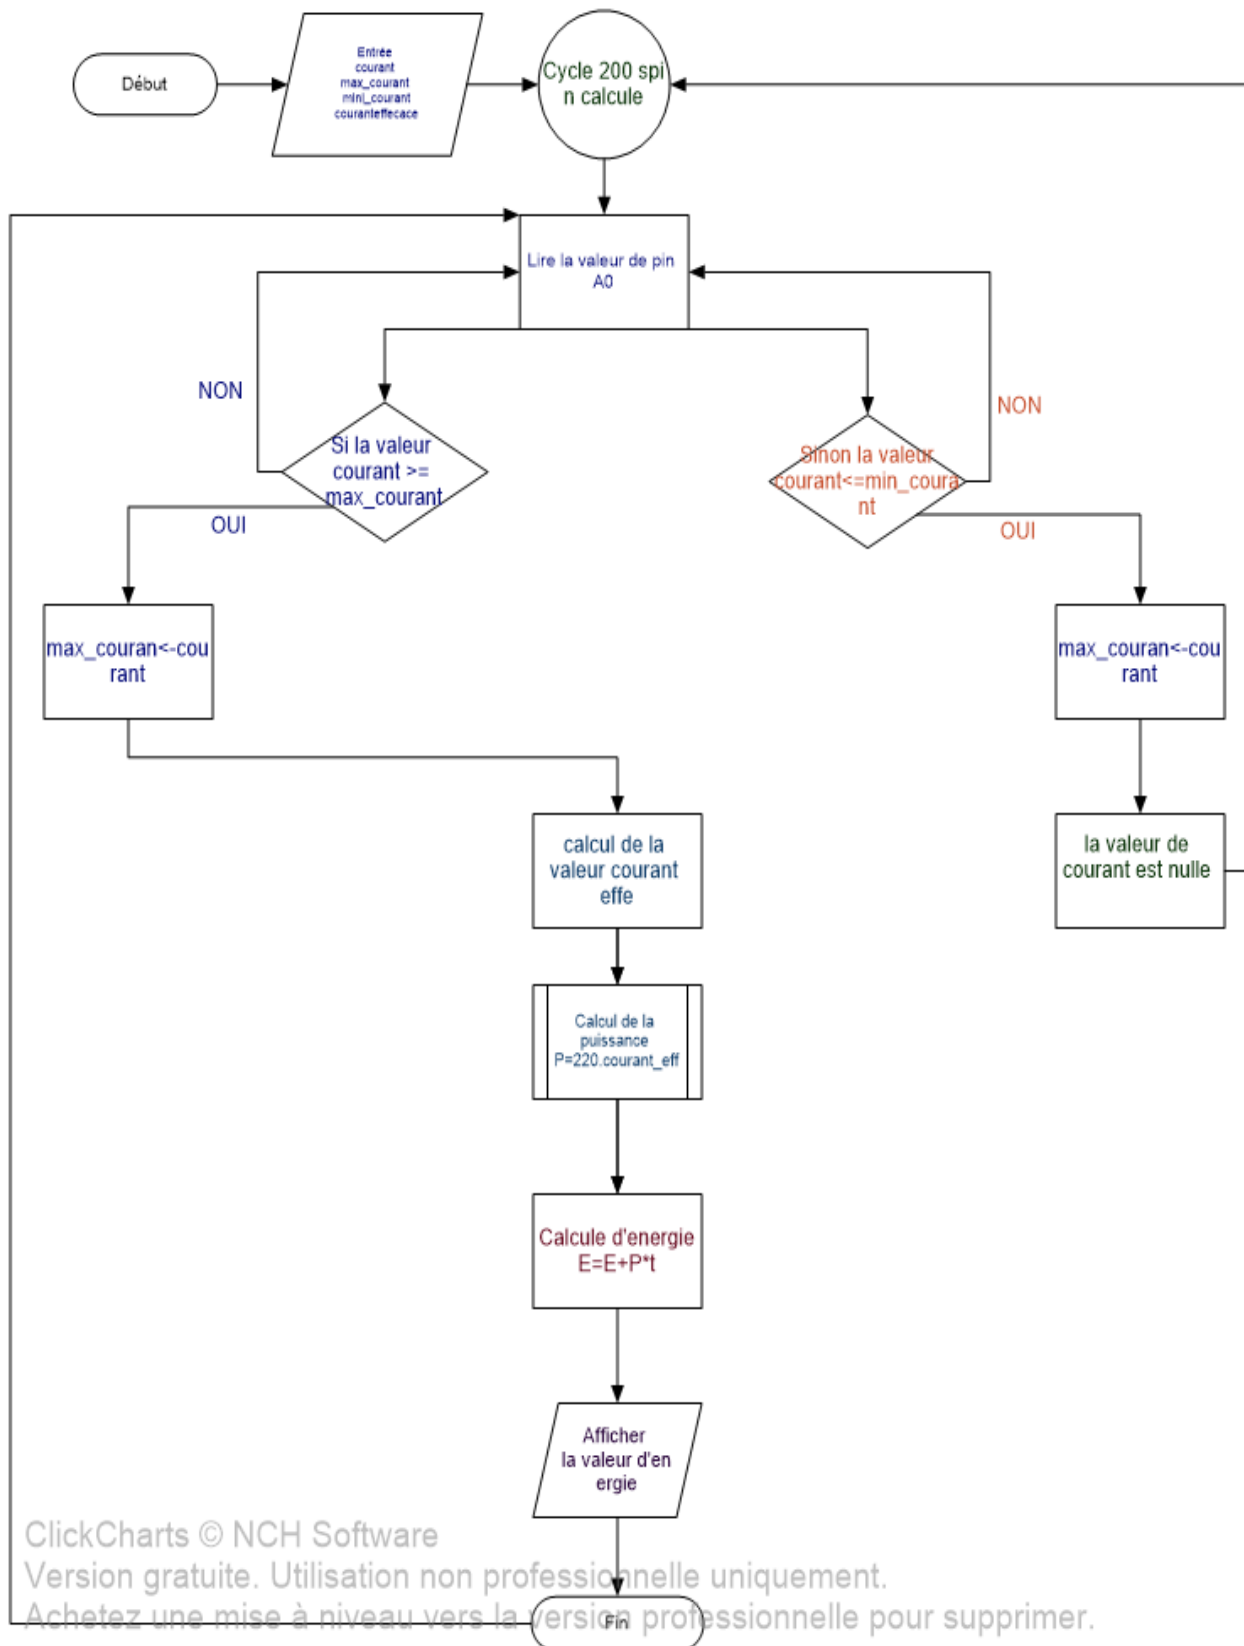 Début
Entrée
courant
max_courant
mini_courant
couranteffecace
Cycle 200 spi
n calcule
Lire la valeur de pin
A0
NON
NON
Si la valeur
courant >=
max_courant
Sinon la valeur
courant<=min_coura
nt
OUI
OUI
max_couran<-cou
rant
max_couran<-cou
rant
calcul de la
valeur courant
effe
la valeur de
courant est nulle
Calcul de la
puissance
P=220.courant_eff
Calcule d'energie
E=E+P*t
Afficher
la valeur d'en
ergie
ClickCharts © NCH Software
Version gratuite. Utilisation non professionnelle uniquement.
Achetez une mise à niveau vers la version professionnelle pour supprimer.
Fin